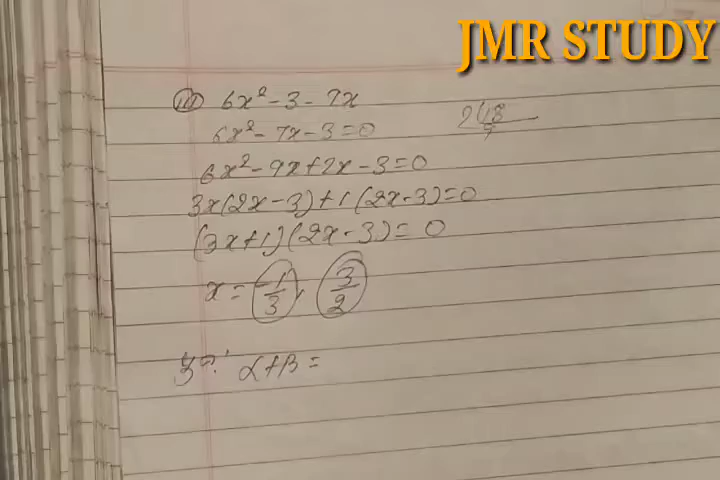 JMR STUDY
(iii) 6x² - 3 - 7x
6x² - 7x - 3 = 0
6x² - 9x + 2x - 3 = 0
3x(2x - 3) + 1(2x - 3) = 0
(3x + 1)(2x - 3) = 0
x = -1/3, 3/2
α + β =